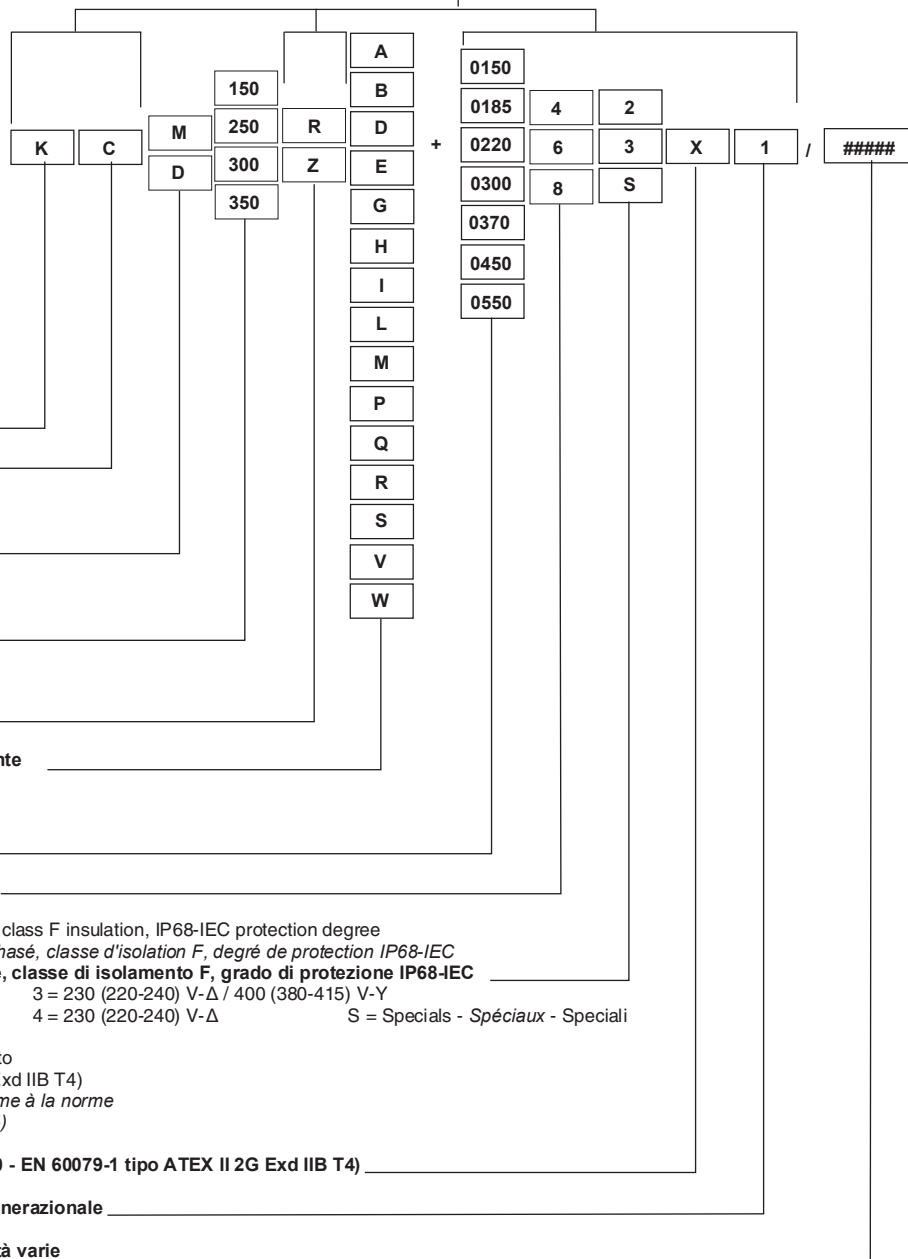 A
0150
150
B
0185 4 2
M 250 R D
K C + 0220 6 3 X 1 / #####
D 300 Z E
0300 8 S
350 G
0370
H
0450
I
0550
L
M
P
Q
R
S
V
W
nte
class F insulation, IP68-IEC protection degree
hasé, classe d'isolation F, degré de protection IP68-IEC
e, classe di isolamento F, grado di protezione IP68-IEC
3 = 230 (220-240) V-Δ / 400 (380-415) V-Y
4 = 230 (220-240) V-Δ S = Specials - Spéciaux - Speciali
to
Exd IIB T4)
me à la norme
)
- EN 60079-1 tipo ATEX II 2G Exd IIB T4)
nerazionale
tà varie